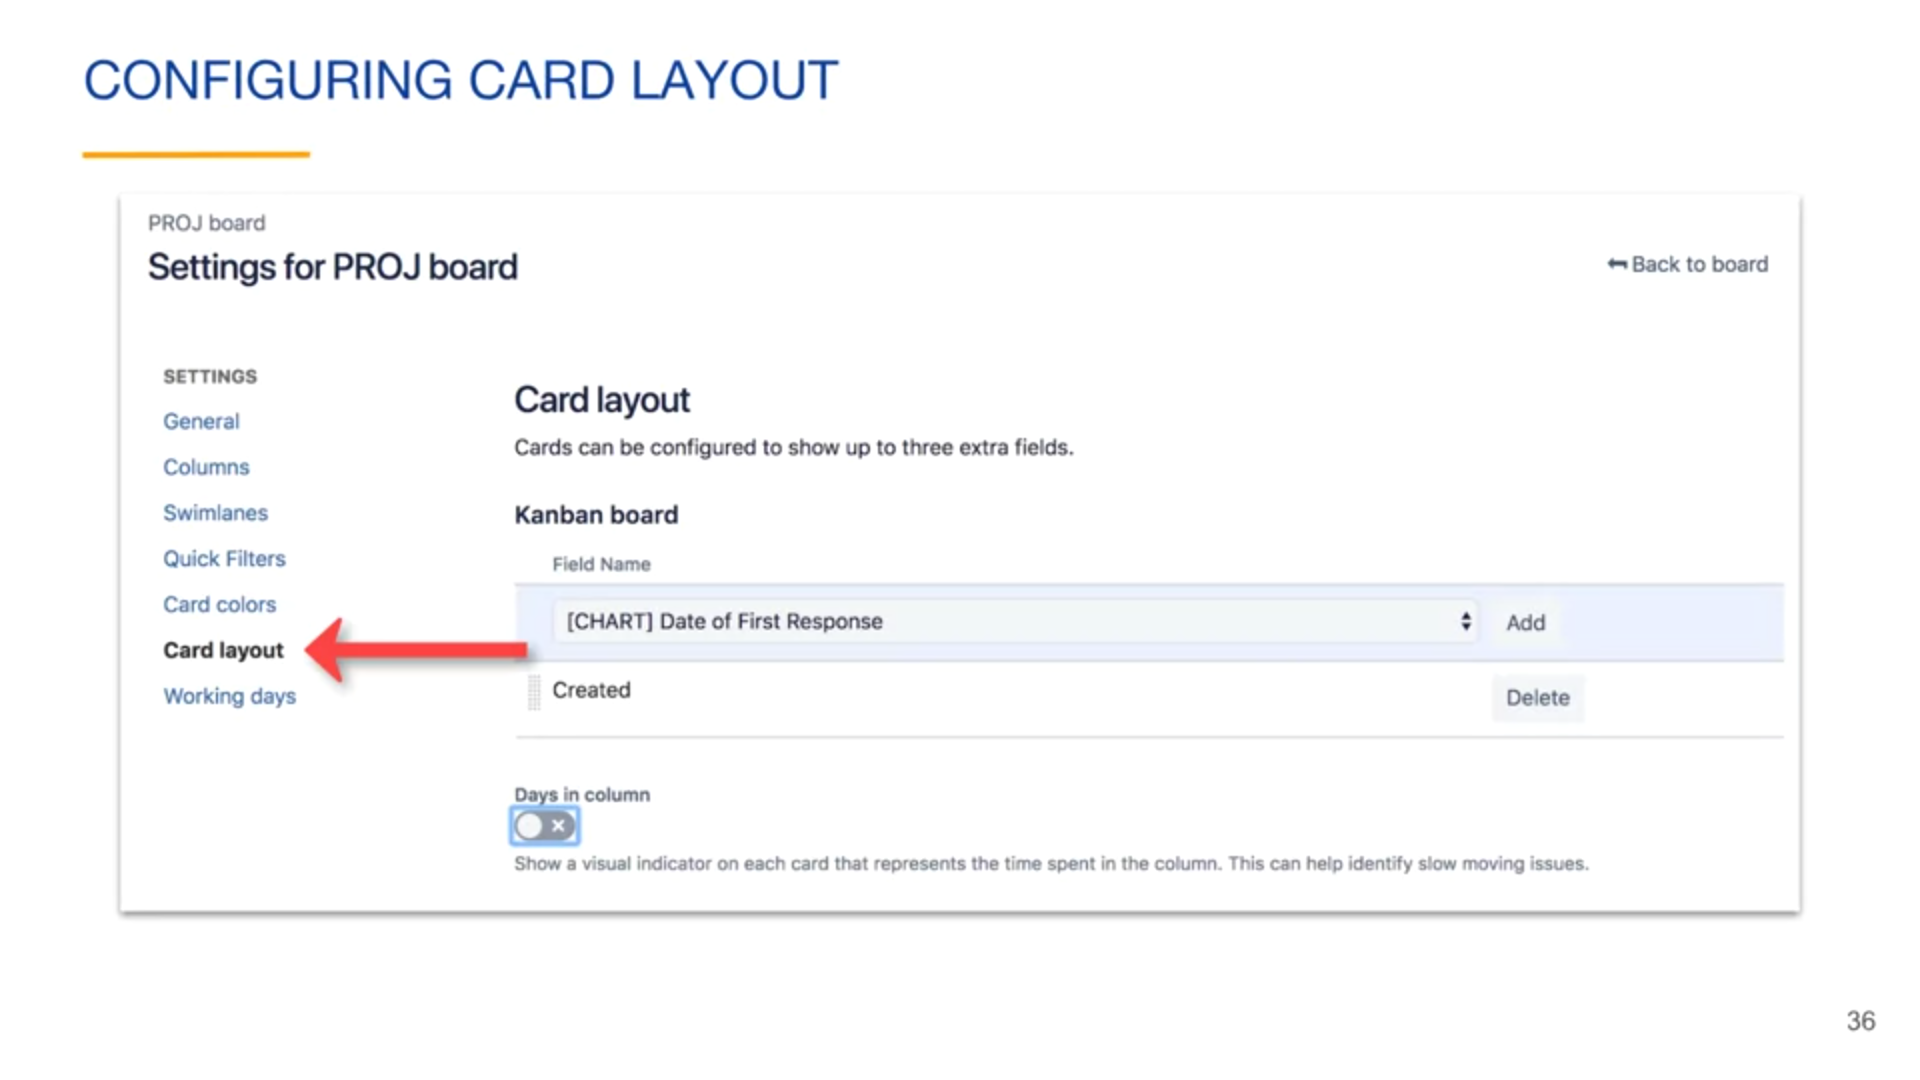 CONFIGURING CARD LAYOUT
PROJ board
Settings for PROJ board
Back to board
SETTINGS
General
Columns
Swimlanes
Quick Filters
Card colors
Card layout
Working days
Card layout
Cards can be configured to show up to three extra fields.
Kanban board
Field Name
[CHART] Date of First Response
Add
Created
Delete
Days in column
Show a visual indicator on each card that represents the time spent in the column. This can help identify slow moving issues.
36